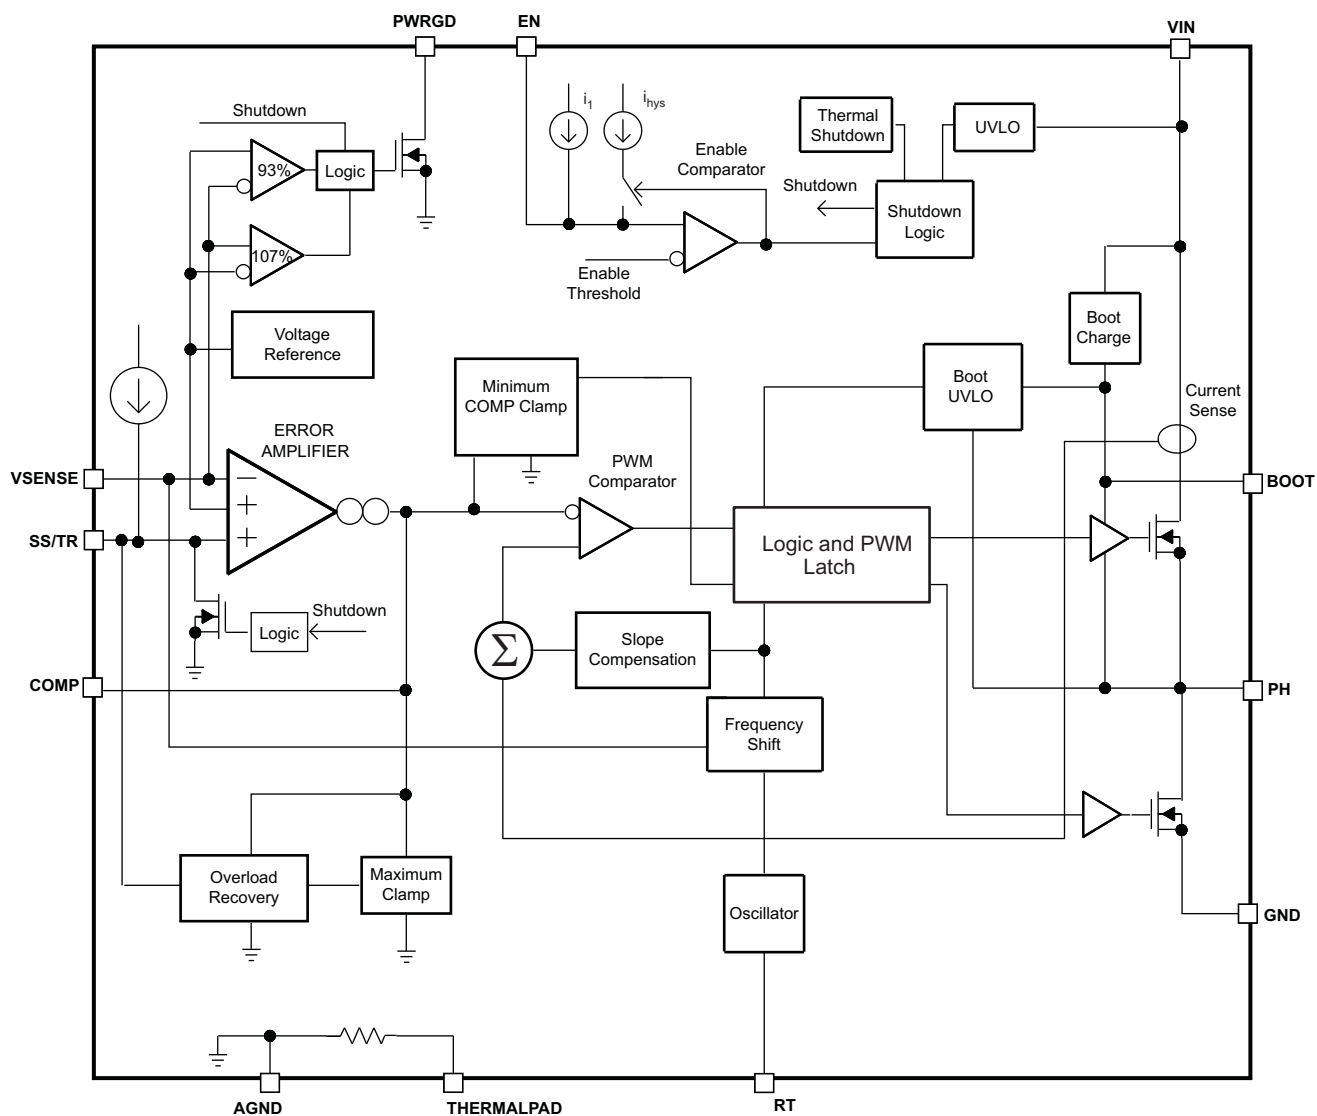 PWRGD
EN
VIN
Shutdown
i1
ihys
Thermal
Shutdown
UVLO
93%
Logic
Enable
Comparator
Shutdown
Shutdown
Logic
107%
Enable
Threshold
Voltage
Reference
Boot
Charge
Minimum
COMP Clamp
Boot
UVLO
Current
Sense
ERROR
AMPLIFIER
VSENSE
−
+
+
PWM
Comparator
BOOT
SS/TR
Logic and PWM
Latch
Shutdown
Logic
Σ
Slope
Compensation
COMP
PH
Frequency
Shift
Overload
Recovery
Maximum
Clamp
Oscillator
GND
AGND
THERMALPAD
RT